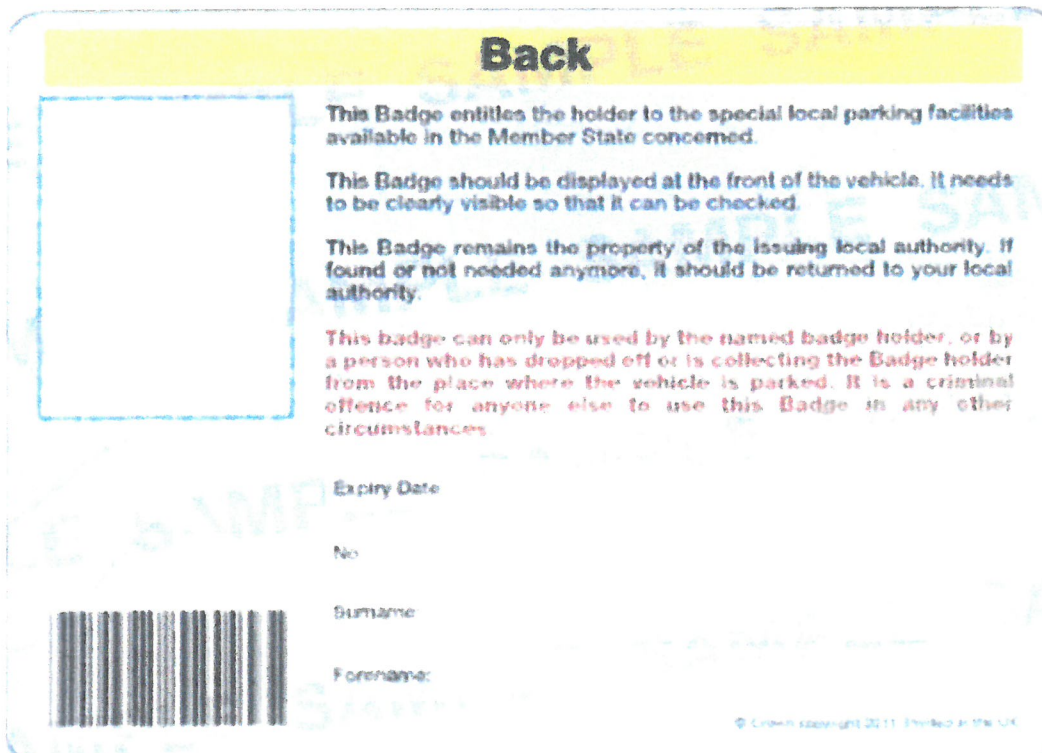 Back
This Badge entitles the holder to the special local parking facilities
available in the Member State concerned.
This Badge should be displayed at the front of the vehicle. It needs
to be clearly visible so that it can be checked.
This Badge remains the property of the issuing local authority. If
found or not needed anymore, it should be returned to your local
authority.
This badge can only be used by the named badge holder, or by
a person who has dropped off or is collecting the Badge holder
from the place where the vehicle is parked. It is a criminal
offence for anyone else to use this Badge in any other
circumstances
Expiry Date
No
Surname
Forename:
© Crown copyright 2011 Printed in the UK
SAMPLE SAMPLE
SAMPLE SAMPLE
SAMP